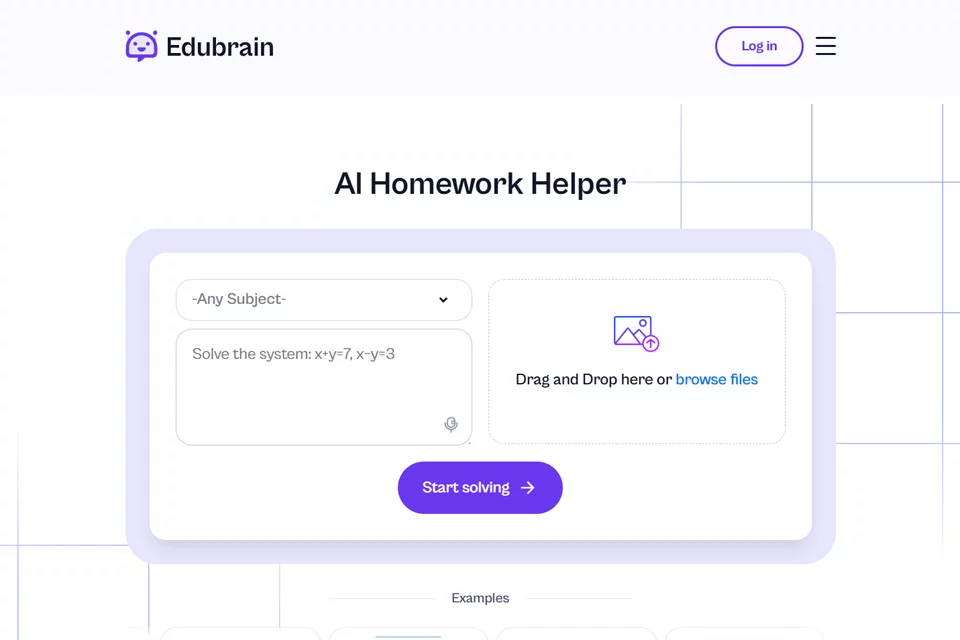 Edubrain
Log in
AI Homework Helper
-Any Subject-
Solve the system: x+y=7, x−y=3
Drag and Drop here or browse files
Start solving
Examples